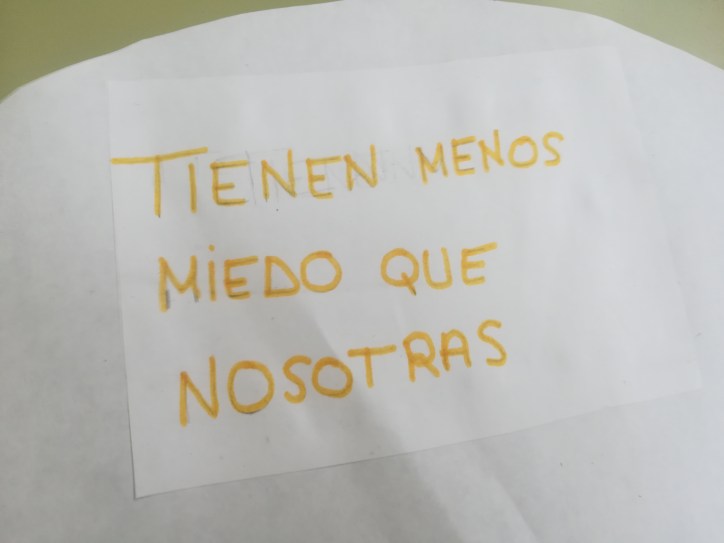 TIENEN MENOS
MIEDO QUE
NOSOTRAS